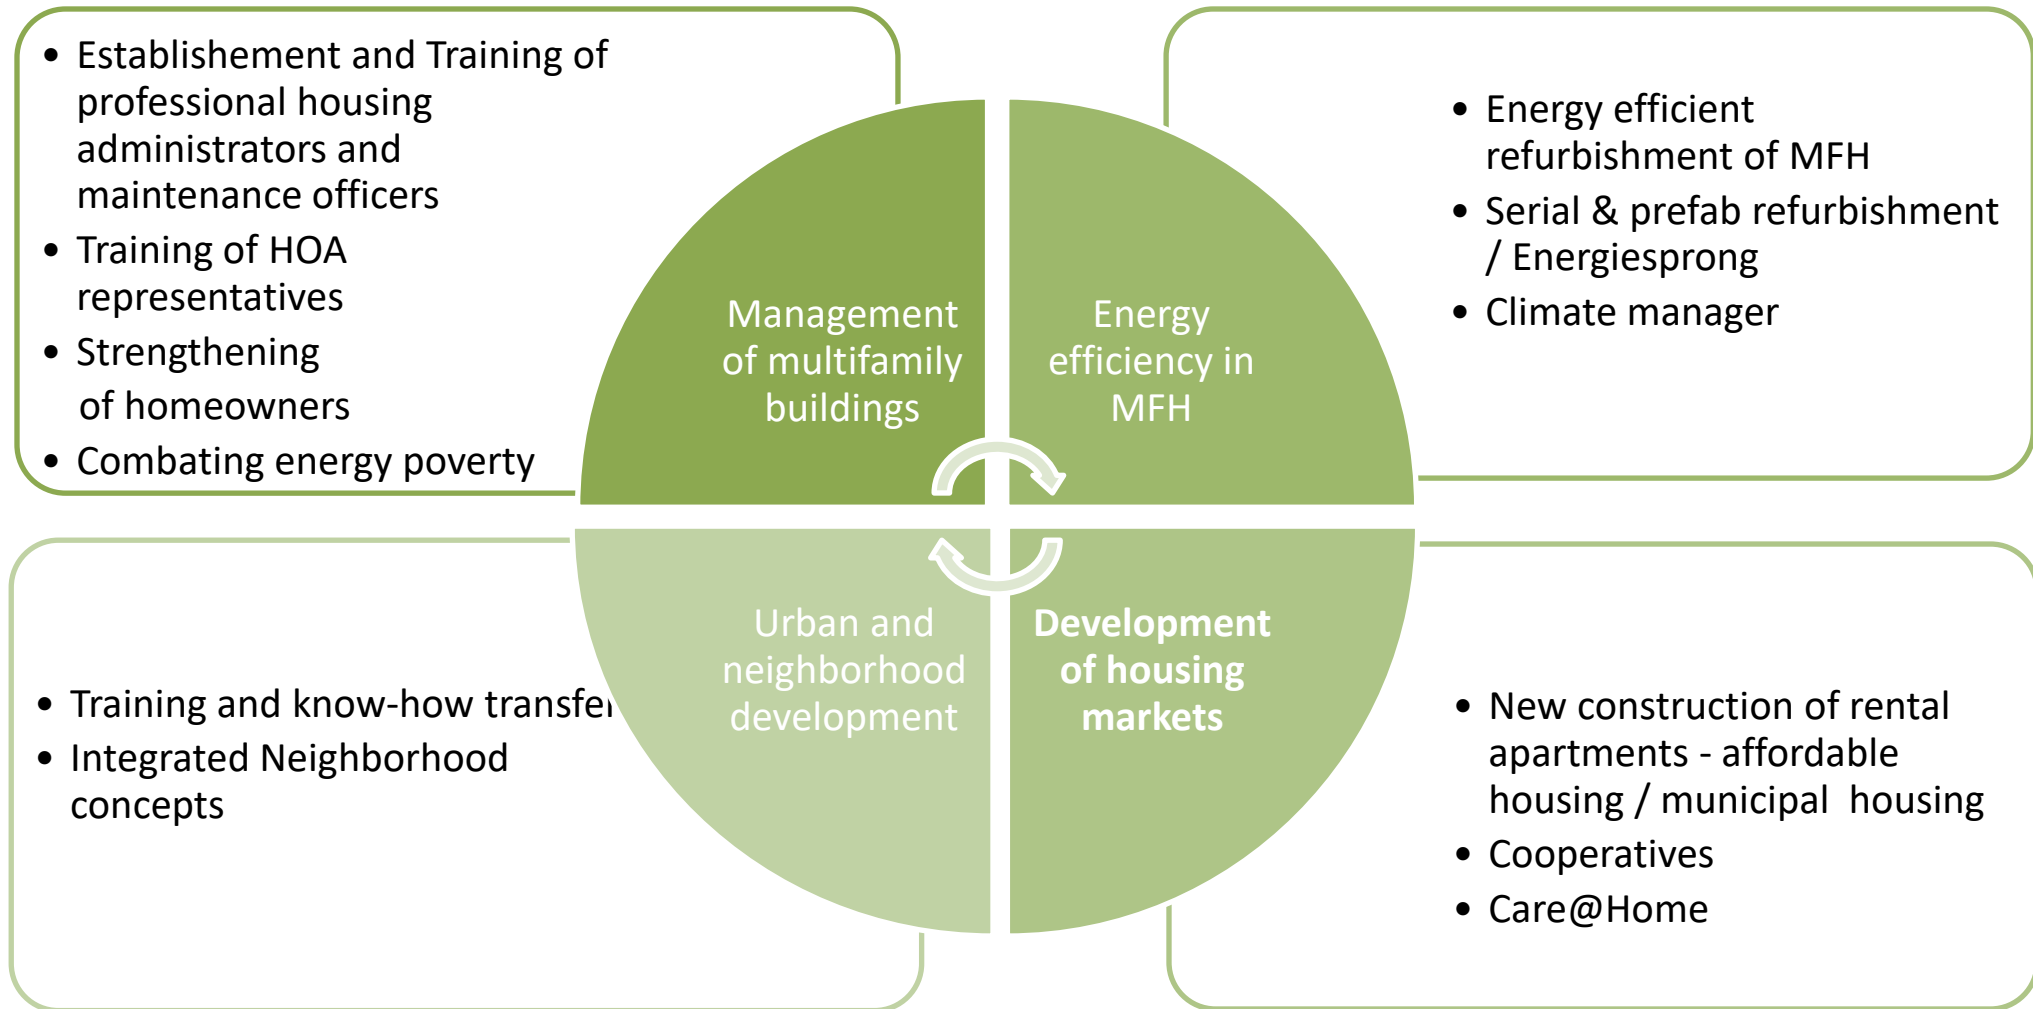 • Establishement and Training of
professional housing
administrators and
maintenance officers
• Training of HOA
representatives
• Strengthening
of homeowners
• Combating energy poverty
Management
of multifamily
buildings
Energy
efficiency in
MFH
• Energy efficient
refurbishment of MFH
• Serial & prefab refurbishment
/ Energiesprong
• Climate manager
• Training and know-how transfer
• Integrated Neighborhood
concepts
Urban and
neighborhood
development
Development
of housing
markets
• New construction of rental
apartments - affordable
housing / municipal  housing
• Cooperatives
• Care@Home